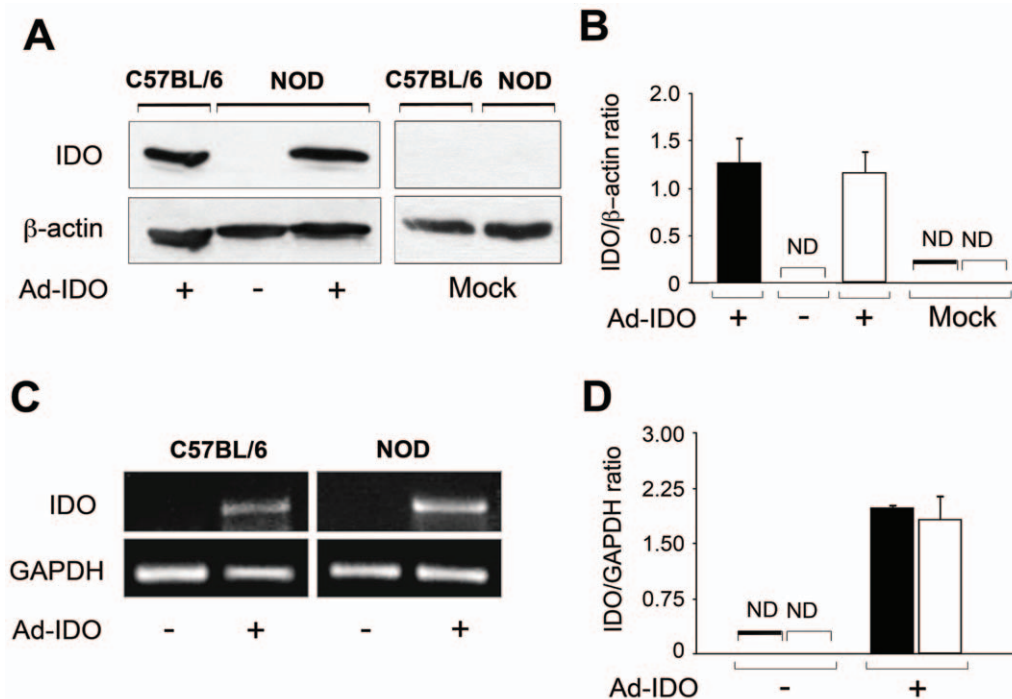 A
C57BL/6 NOD C57BL/6 NOD
IDO
β-actin
Ad-IDO + - + Mock
B
IDO/β-actin ratio
2.0
1.5
1.0
0.5
0
ND
ND ND
Ad-IDO + - + Mock
C
C57BL/6 NOD
IDO
GAPDH
Ad-IDO - + - +
D
IDO/GAPDH ratio
3.00
2.25
1.50
0.75
0
ND ND
Ad-IDO - +